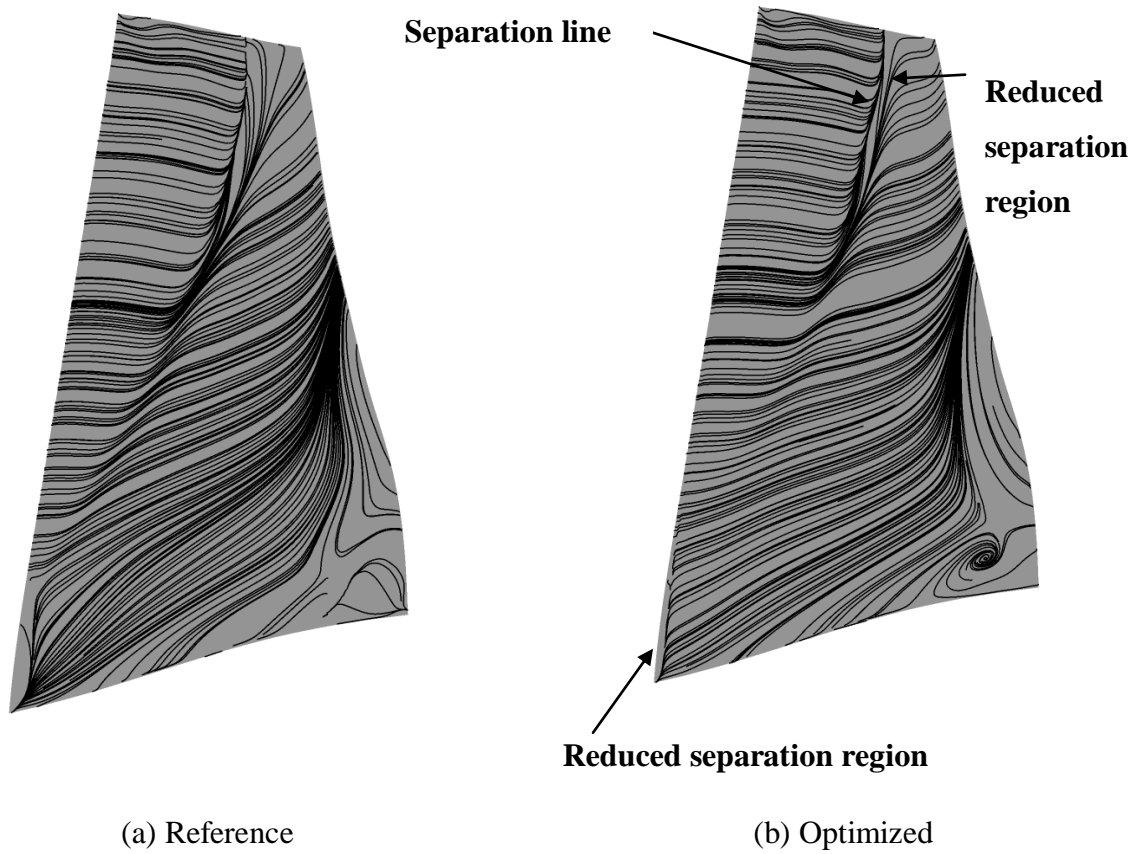 Separation line
Reduced
separation
region
Reduced separation region
(a) Reference
(b) Optimized